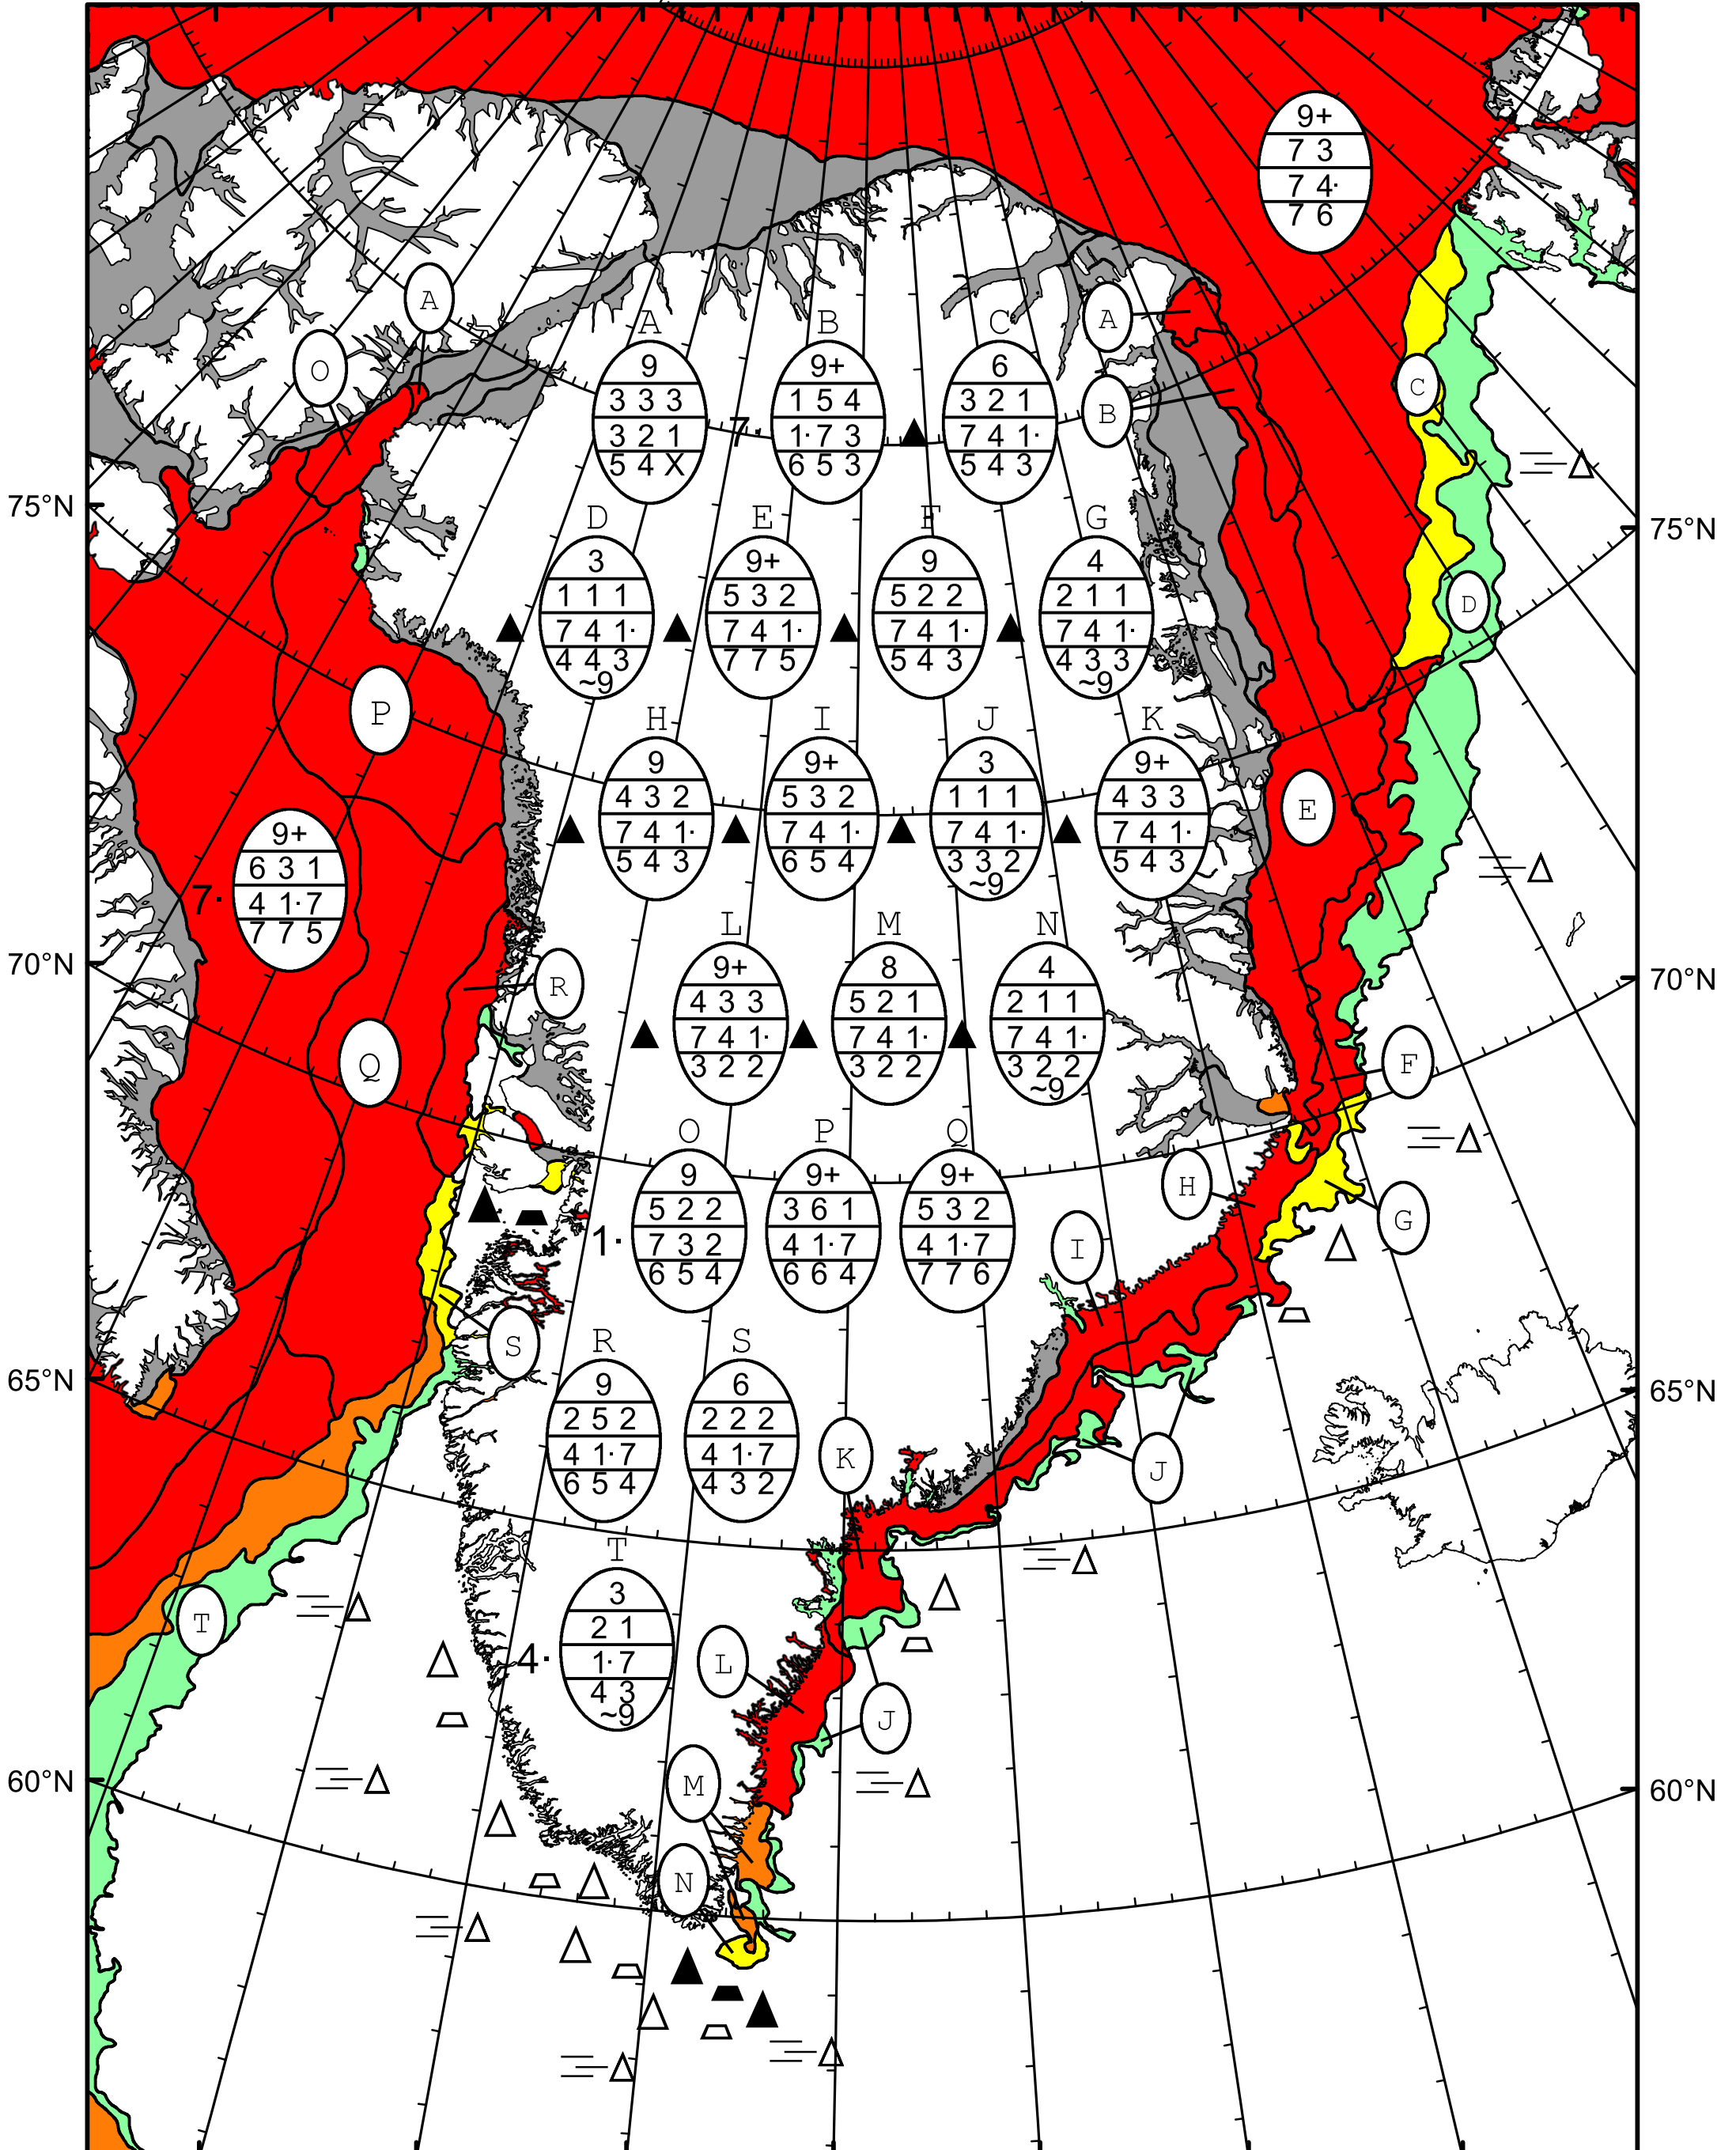 9+
7 3
7 4·
7 6
A
O
A
B
C
A
B
C
9
3 3 3
3 2 1
5 4 X
9+
1 5 4
7· 1·7 3
6 5 3
6
3 2 1
7 4 1·
5 4 3
75°N
75°N
D
E
F
G
3
1 1 1
7 4 1·
4 4 3
~9
9+
5 3 2
7 4 1·
7 7 5
9
5 2 2
7 4 1·
5 4 3
4
2 1 1
7 4 1·
4 3 3
~9
D
P
H
I
J
K
9
4 3 2
7 4 1·
5 4 3
9+
5 3 2
7 4 1·
6 5 4
3
1 1 1
7 4 1·
3 3 2
~9
9+
4 3 3
7 4 1·
5 4 3
E
9+
6 3 1
7· 4 1·7
7 7 5
L
M
N
9+
4 3 3
7 4 1·
3 2 2
8
5 2 1
7 4 1·
3 2 2
4
2 1 1
7 4 1·
3 2 2
~9
70°N
70°N
R
Q
F
O
P
Q
9
5 2 2
1· 7 3 2
6 5 4
9+
3 6 1
4 1·7
6 6 4
9+
5 3 2
4 1·7
7 7 6
H
G
I
S
R
S
9
2 5 2
4 1·7
6 5 4
6
2 2 2
4 1·7
4 3 2
65°N
65°N
K
J
T
3
2 1
4· 1·7
4 3
~9
T
L
J
60°N
60°N
M
N